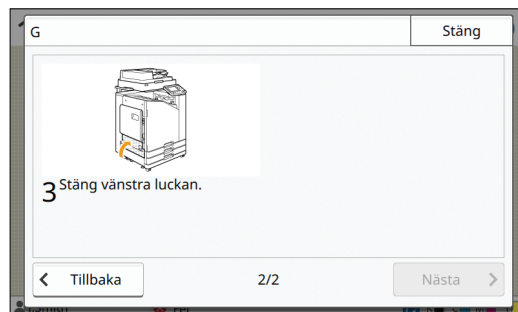 G
Stäng
3 Stäng vänstra luckan.
Tillbaka
2/2
Nästa